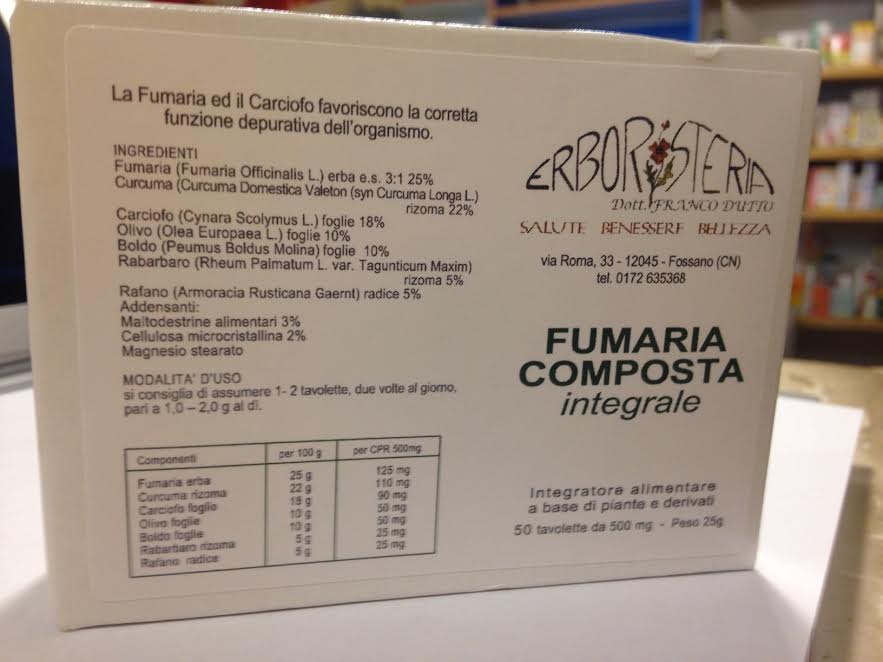 La Fumaria ed il Carciofo favoriscono la corretta
funzione depurativa dell'organismo.
INGREDIENTI
Fumaria (Fumaria Officinalis L.) erba e.s. 3:1 25%
Curcuma (Curcuma Domestica Valeton (syn Curcuma Longa L.)
rizoma 22%
Carciofo (Cynara Scolymus L.) foglie 18%
Olivo (Olea Europaea L.) foglie 10%
Boldo (Peumus Boldus Molina) foglie 10%
Rabarbaro (Rheum Palmatum L. var. Tagunticum Maxim)
rizoma 5%
Rafano (Armoracia Rusticana Gaernt) radice 5%
Addensanti:
Maltodestrine alimentari 3%
Cellulosa microcristallina 2%
Magnesio stearato
MODALITA' D'USO
si consiglia di assumere 1- 2 tavolette, due volte al giorno,
pari a 1,0 – 2,0 g al dì.
Componenti per 100 g per CPR 500mg
Fumaria erba 25 g 125 mg
Curcuma rizoma 22 g 110 mg
Carciofo foglie 18 g 90 mg
Olivo foglie 10 g 50 mg
Boldo foglie 10 g 50 mg
Rabarbaro rizoma 5 g 25 mg
Rafano radice 5 g 25 mg
ERBORISTERIA
Dott. FRANCO DUTTO
SALUTE BENESSERE BELLEZZA
via Roma, 33 - 12045 - Fossano (CN)
tel. 0172 635368
FUMARIA
COMPOSTA
integrale
Integratore alimentare
a base di piante e derivati
50 tavolette da 500 mg - Peso 25g